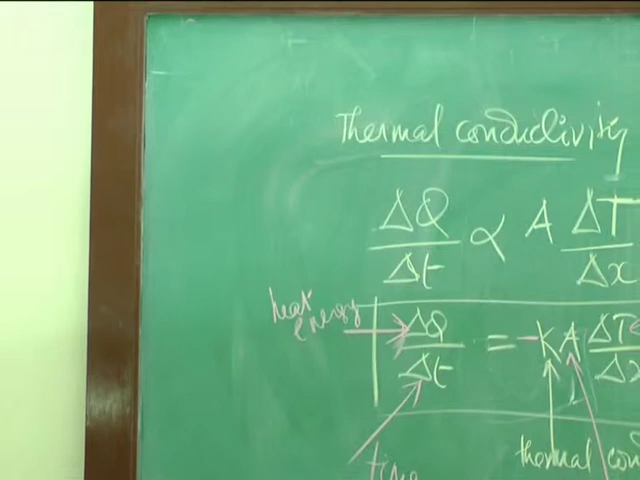 Thermal conductivity
ΔQ/Δt ∝ A ΔT/Δx
heat
energy
ΔQ/Δt = -KA ΔT/Δx
thermal
time